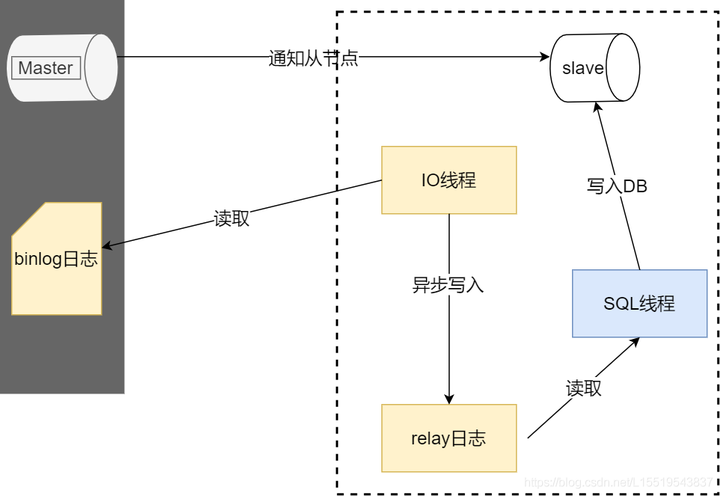 Master
通知从节点
slave
IO线程
读取
写入DB
binlog日志
异步写入
SQL线程
读取
relay日志
https://blog.csdn.net/L15519543837